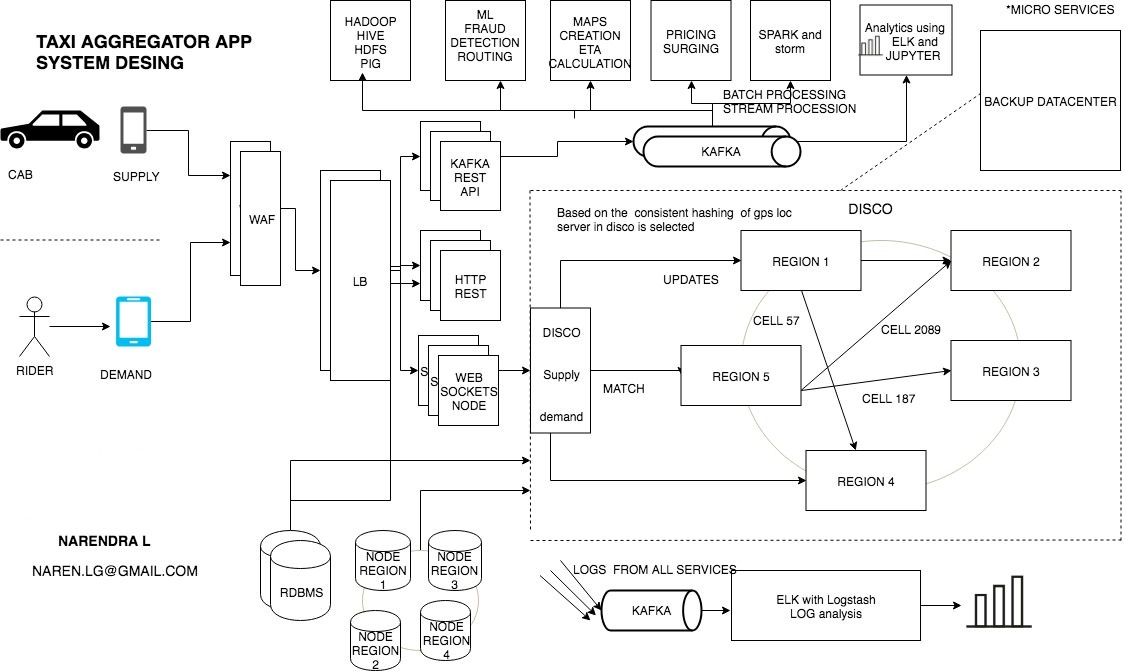 *MICRO SERVICES
TAXI AGGREGATOR APP
SYSTEM DESING
HADOOP
HIVE
HDFS
PIG
ML
FRAUD
DETECTION
ROUTING
MAPS
CREATION
ETA
CALCULATION
PRICING
SURGING
SPARK and
storm
Analytics using
ELK and
JUPYTER
BACKUP DATACENTER
BATCH PROCESSING
STREAM PROCESSION
CAB
SUPPLY
WAF
LB
KAFKA
REST
API
KAFKA
HTTP
REST
S
S
WEB
SOCKETS
NODE
RIDER
DEMAND
DISCO
Based on the consistent hashing of gps loc
server in disco is selected
UPDATES
REGION 1
REGION 2
CELL 57
CELL 2089
DISCO
Supply
demand
MATCH
REGION 5
REGION 3
CELL 187
REGION 4
NARENDRA L
NAREN.LG@GMAIL.COM
RDBMS
NODE
REGION
1
NODE
REGION
3
NODE
REGION
2
NODE
REGION
4
LOGS FROM ALL SERVICES
KAFKA
ELK with Logstash
LOG analysis